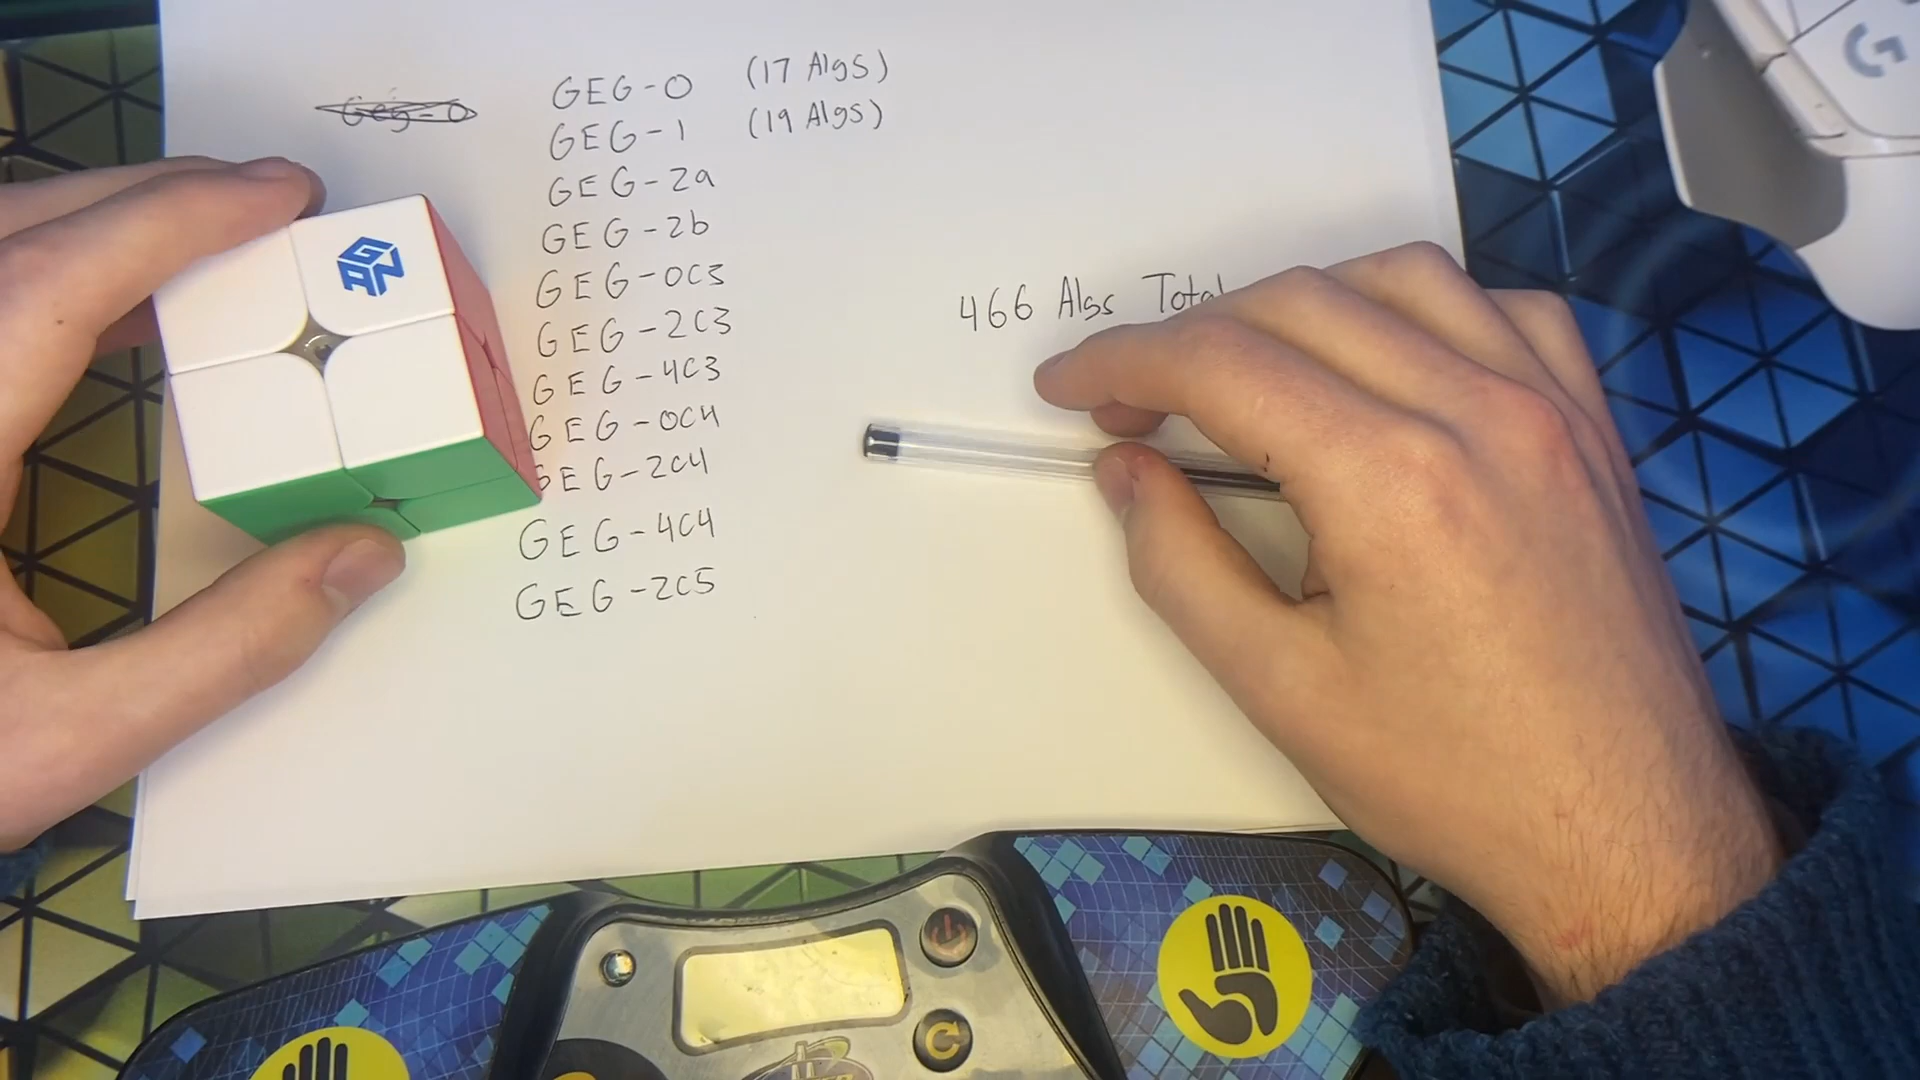 Geg-0
GEG-0 (17 Algs)
GEG-1 (19 Algs)
GEG-2a
GEG-2b
GEG-0C3
GEG-2C3
GEG-4C3
GEG-0C4
GEG-2C4
GEG-4C4
GEG-2C5
466 Algs Total
GAN
G